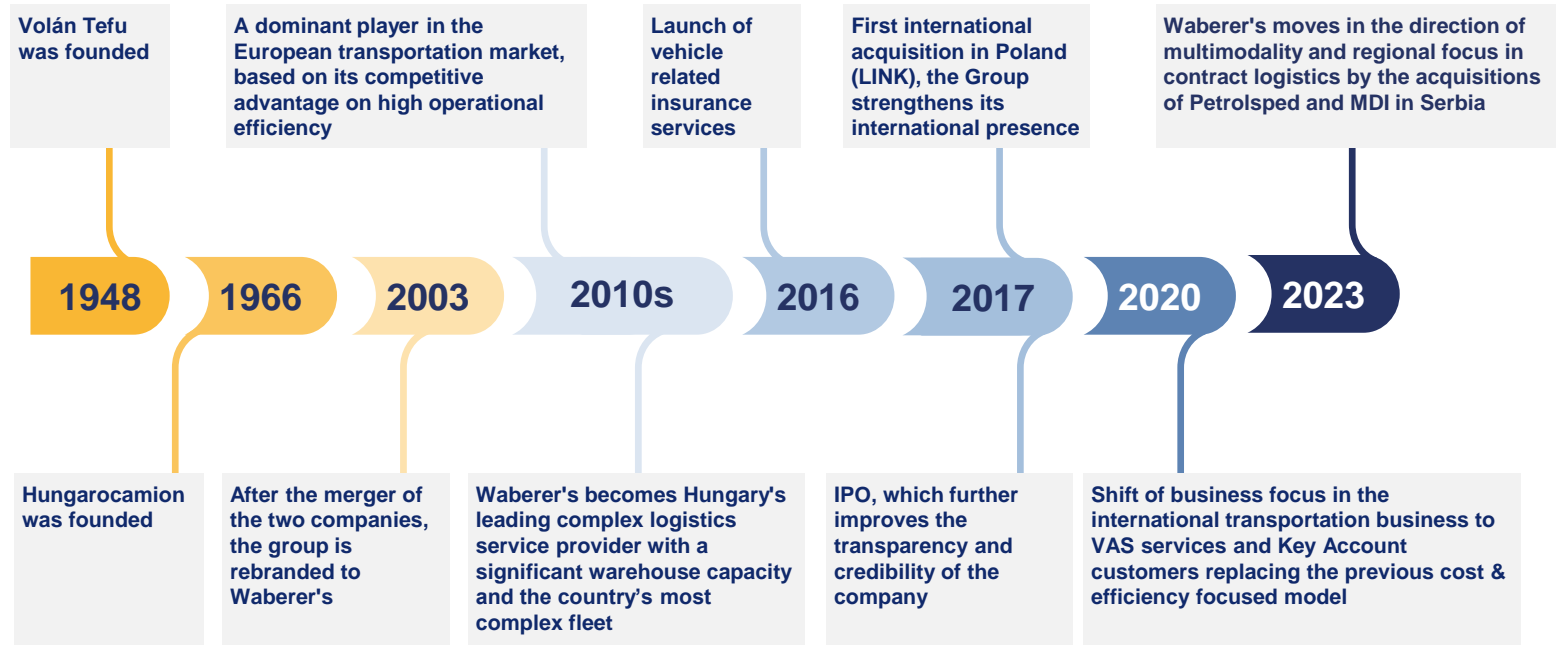 Volán Tefu
was founded
A dominant player in the
European transportation market,
based on its competitive
advantage on high operational
efficiency
Launch of
vehicle
related
insurance
services
First international
acquisition in Poland
(LINK), the Group
strengthens its
international presence
Waberer's moves in the direction of
multimodality and regional focus in
contract logistics by the acquisitions
of Petrolsped and MDI in Serbia
1948
1966
2003
2010s
2016
2017
2020
2023
Hungarocamion
was founded
After the merger of
the two companies,
the group is
rebranded to
Waberer's
Waberer's becomes Hungary's
leading complex logistics
service provider with a
significant warehouse capacity
and the country’s most
complex fleet
IPO, which further
improves the
transparency and
credibility of the
company
Shift of business focus in the
international transportation business to
VAS services and Key Account
customers replacing the previous cost &
efficiency focused model